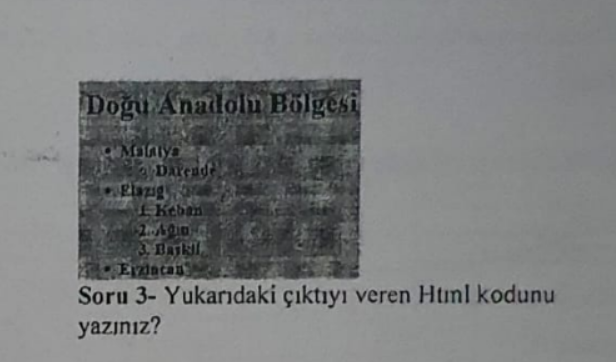 Doğu Anadolu Bölgesi
• Malatya
o Darende
• Elazığ
1. Keban
2. Ağın
3. Baskil
• Erzincan
Soru 3- Yukarıdaki çıktıyı veren Html kodunu
yazınız?